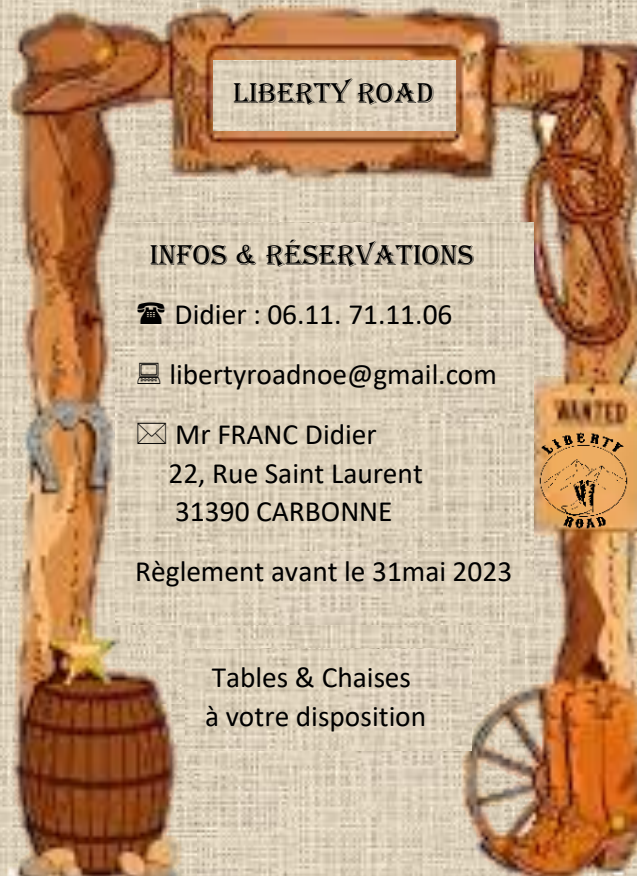 LIBERTY ROAD
INFOS & RÉSERVATIONS
☎ Didier : 06.11. 71.11.06
💻 libertyroadnoe@gmail.com
✉ Mr FRANC Didier
22, Rue Saint Laurent
31390 CARBONNE
WANTED
LIBERTY
ROAD
Règlement avant le 31mai 2023
Tables & Chaises
à votre disposition